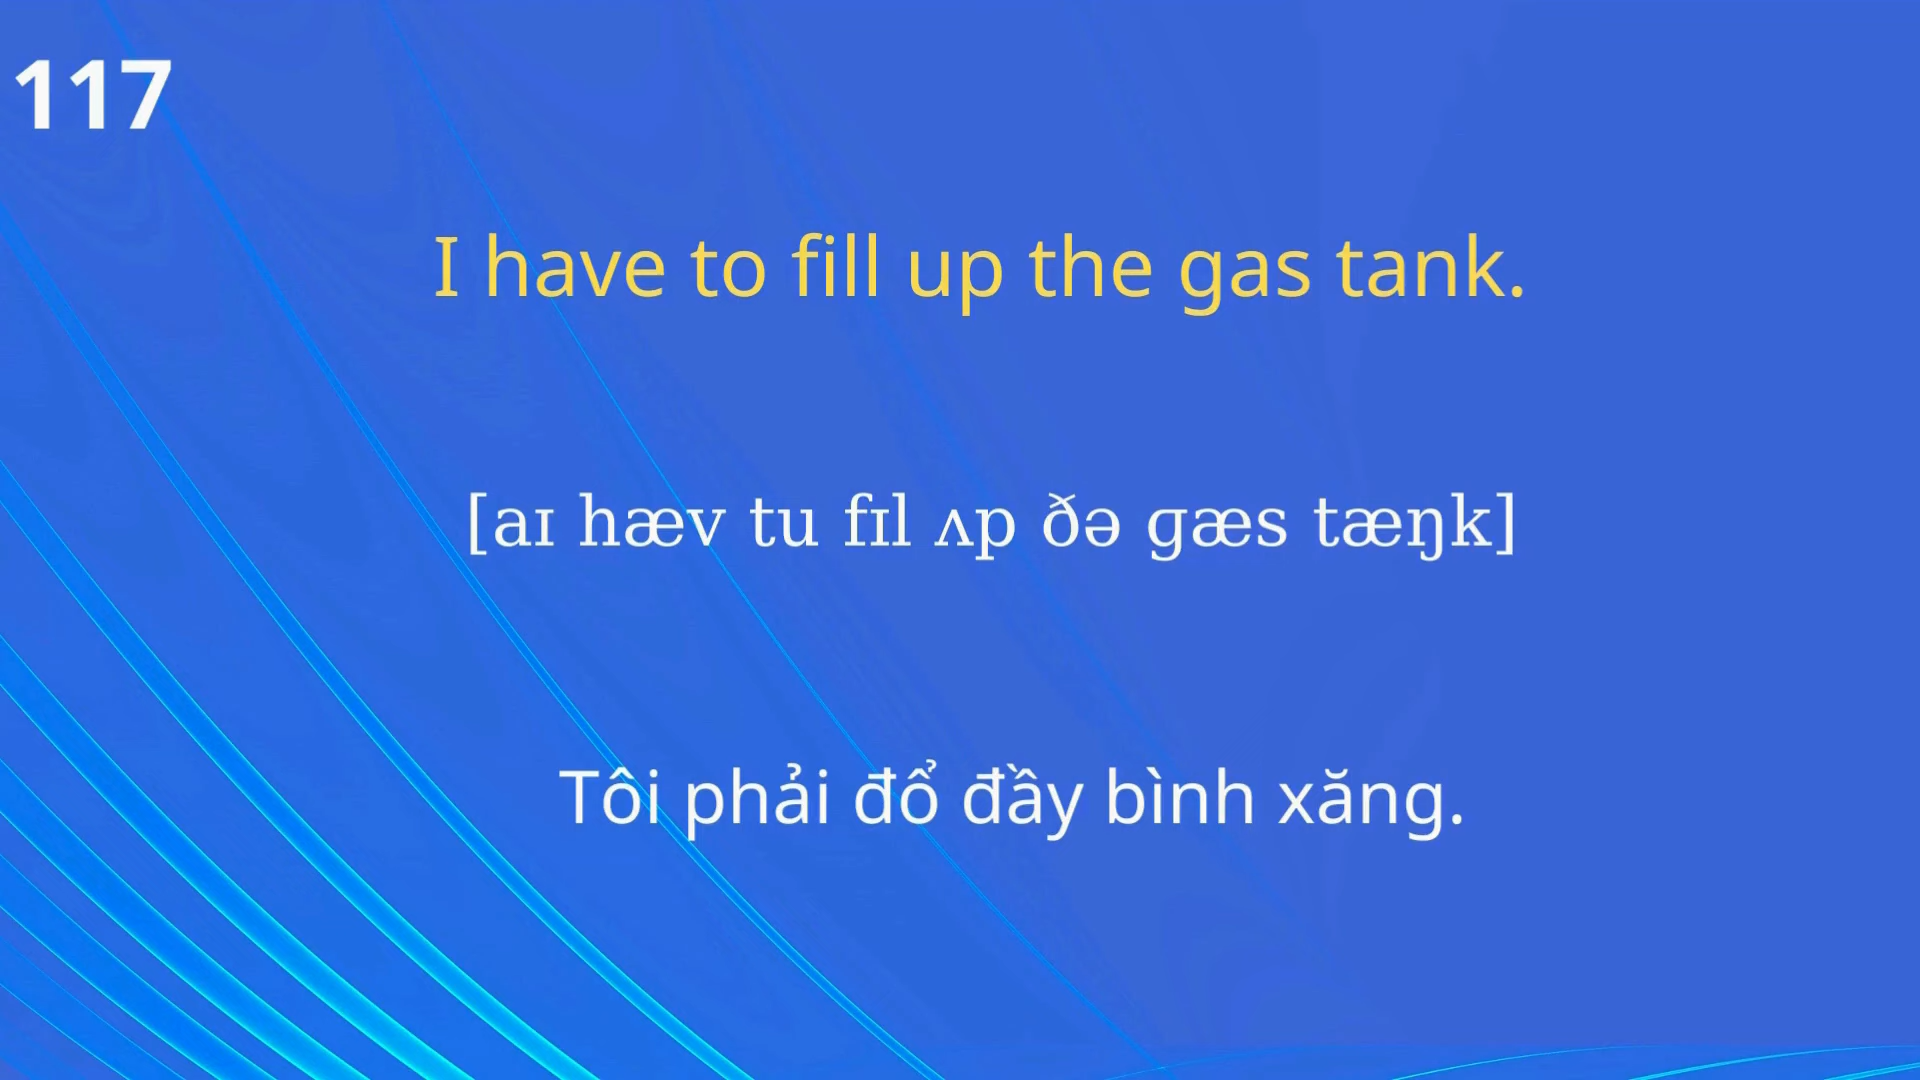 117
I have to fill up the gas tank.
[aɪ hæv tu fɪl ʌp ðə ɡæs tæŋk]
Tôi phải đổ đầy bình xăng.